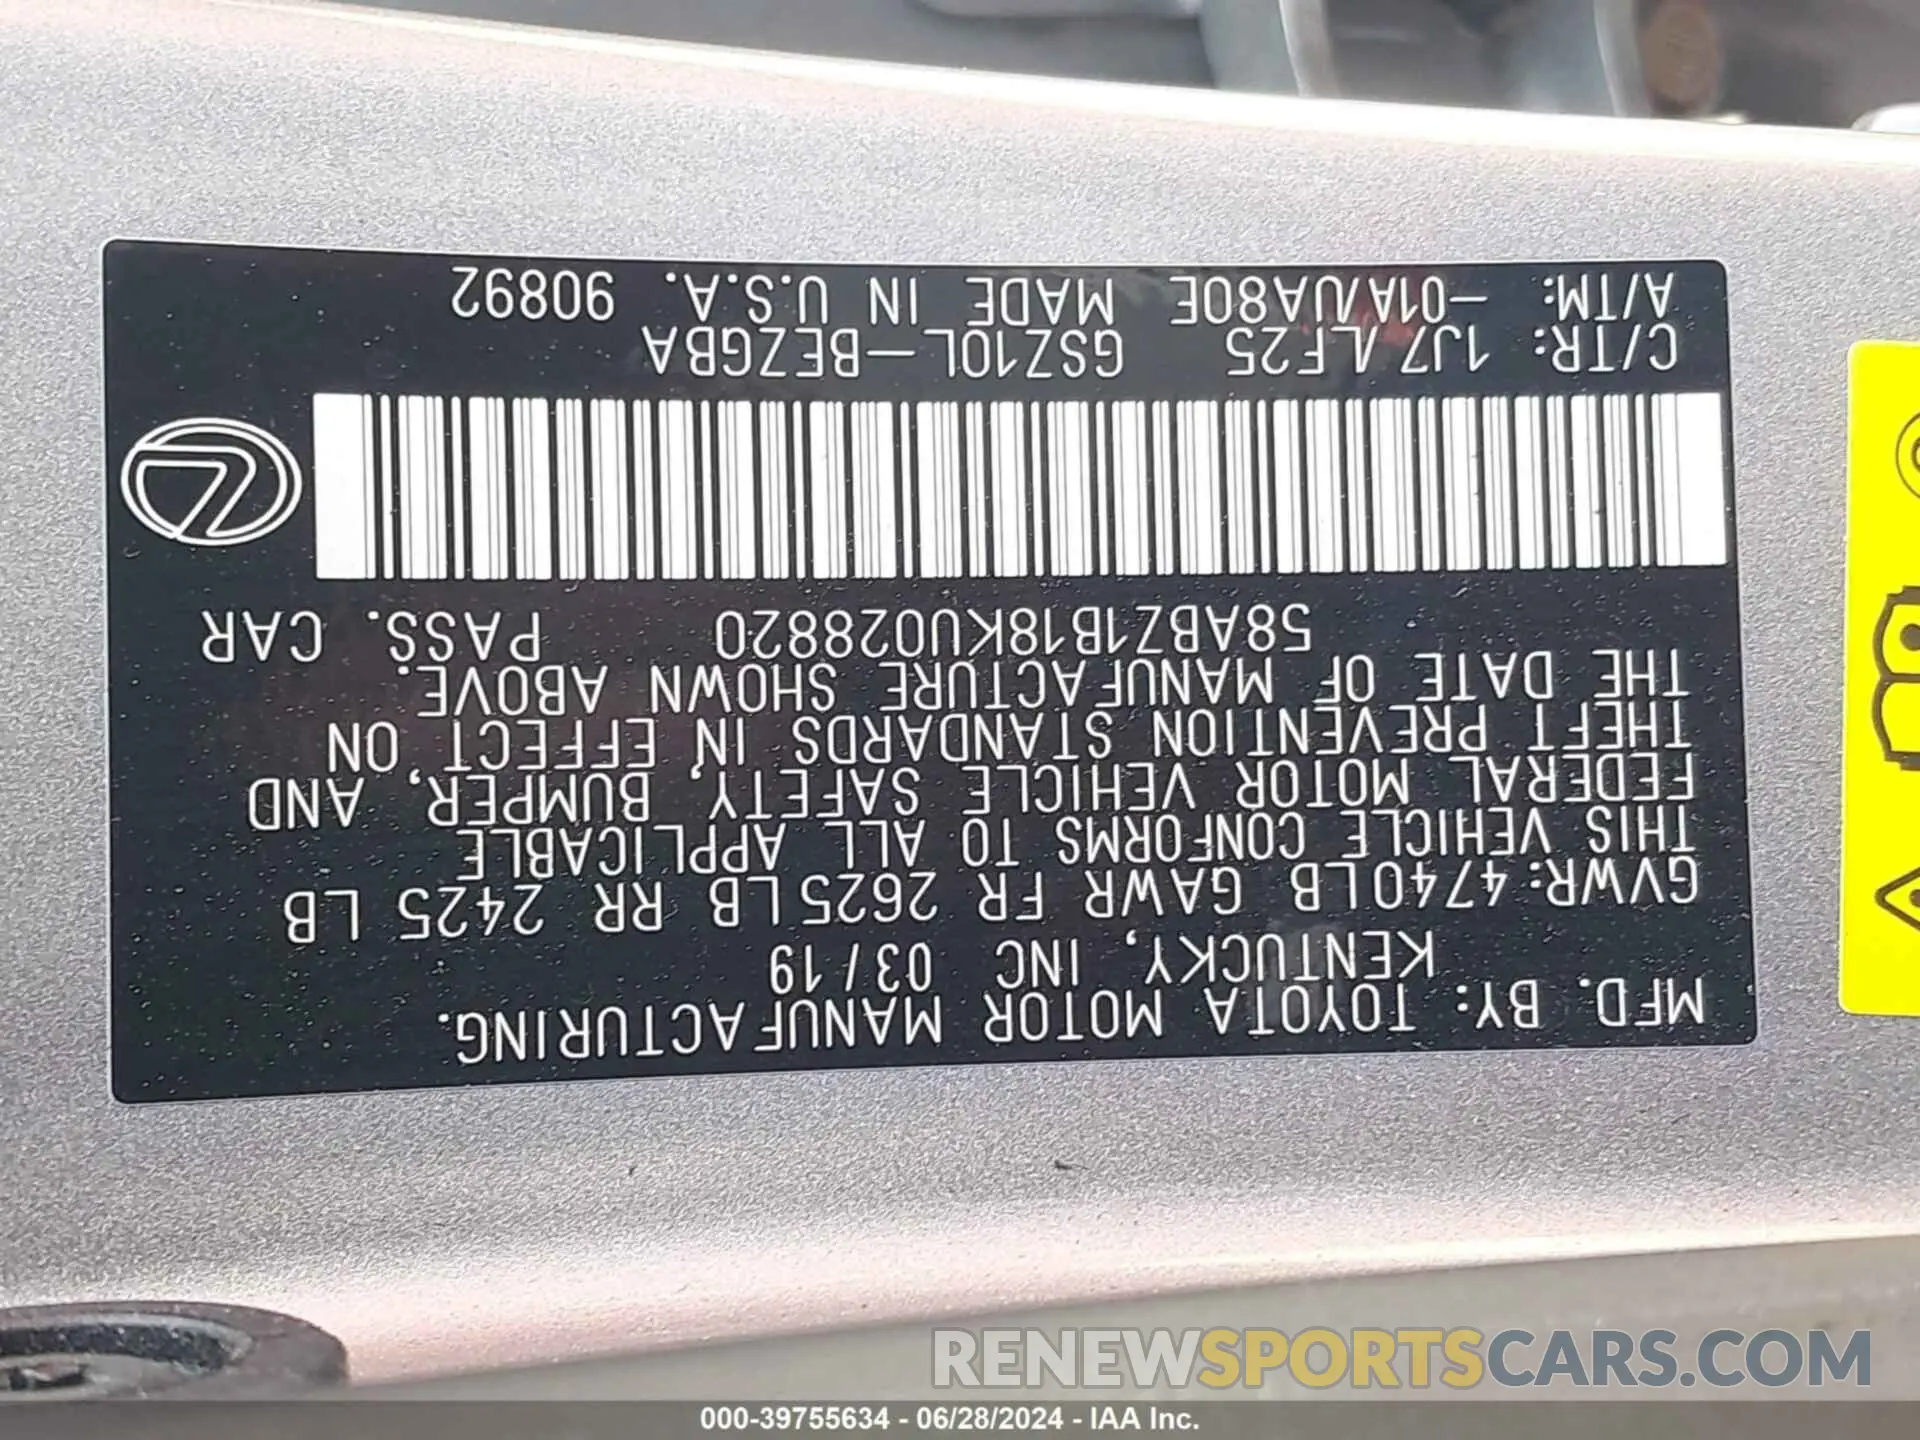 MFD. BY: TOYOTA MOTOR MANUFACTURING.
KENTUCKY, INC 03/19
GVWR: 4740LB GAWR FR 2625LB RR 2425 LB
THIS VEHICLE CONFORMS TO ALL APPLICABLE
FEDERAL MOTOR VEHICLE SAFETY, BUMPER, AND
THEFT PREVENTION STANDARDS IN EFFECT ON
THE DATE OF MANUFACTURE SHOWN ABOVE.
58ABZ1B18KU028820 PASS. CAR
C/TR: 1J7/LF25 GSZ10L-BEZGBA
A/TM: -01A/UA80E MADE IN U.S.A. 90892
RENEWSPORTSCARS.COM
000-39755634 - 06/28/2024 - IAA Inc.